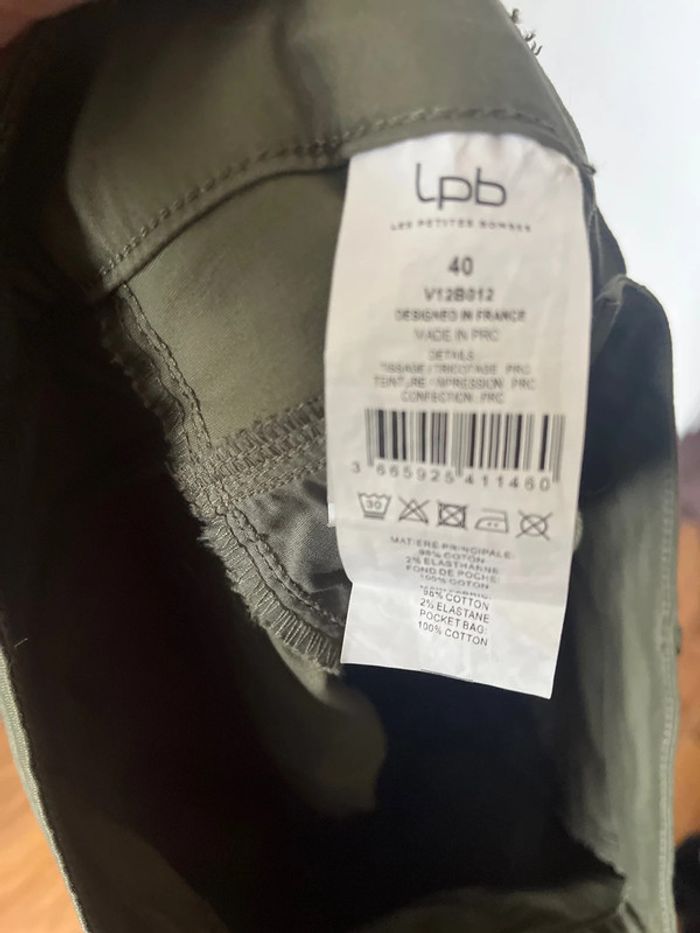 lpb
LES PETITES BOMBES
40
V12B012
DESIGNED IN FRANCE
MADE IN PRC
DETAILS
TISSAGE / TRICOTAGE : PRC
TEINTURE / IMPRESSION : PRC
CONFECTION : PRC
3 665925 411460
30
MATIERE PRINCIPALE:
98% COTON
2% ELASTHANNE
FOND DE POCHE:
100% COTON
98% COTTON
2% ELASTANE
POCKET BAG:
100% COTTON